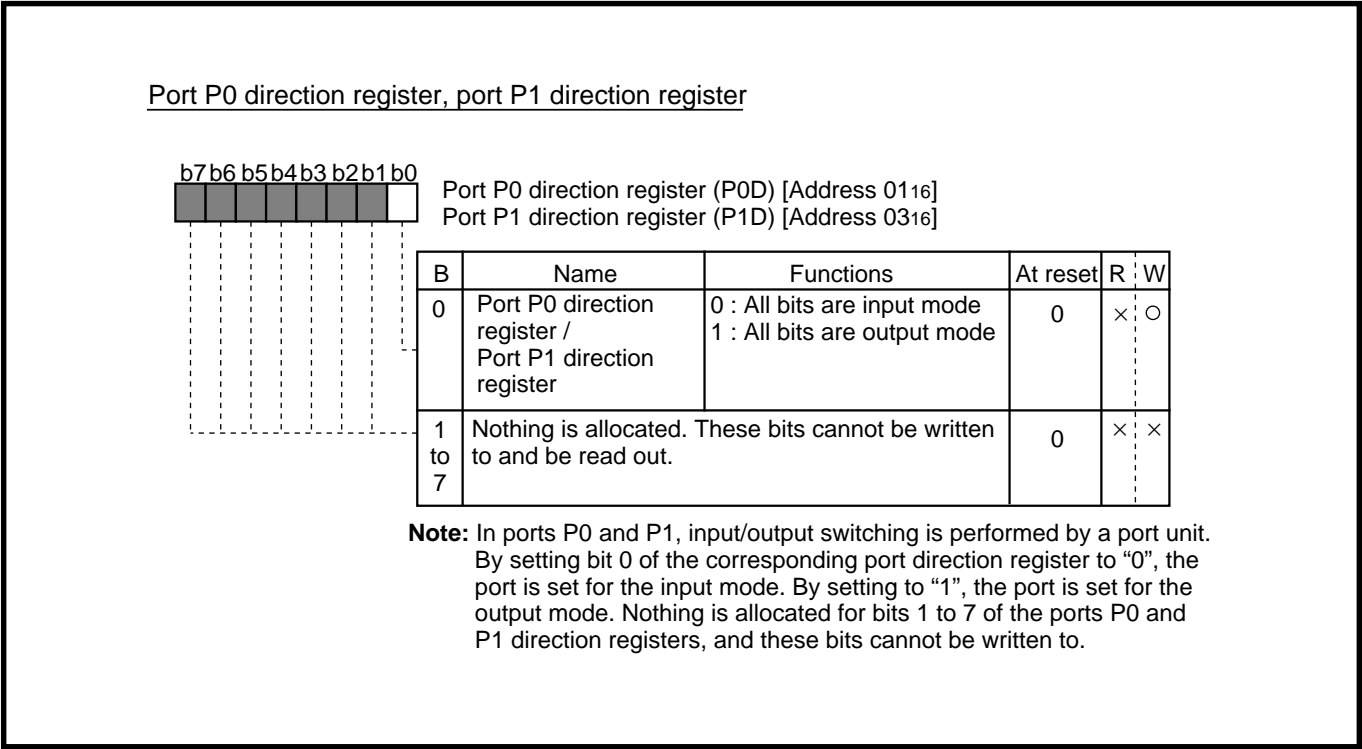 Port P0 direction register, port P1 direction register
b7 b6 b5 b4 b3 b2 b1 b0
Port P0 direction register (P0D) [Address 0116]
Port P1 direction register (P1D) [Address 0316]
B Name Functions At reset R W
0 Port P0 direction 0 : All bits are input mode 0 × ○
register / 1 : All bits are output mode
Port P1 direction
register
1 Nothing is allocated. These bits cannot be written 0 × ×
to to and be read out.
7
Note: In ports P0 and P1, input/output switching is performed by a port unit.
By setting bit 0 of the corresponding port direction register to “0”, the
port is set for the input mode. By setting to “1”, the port is set for the
output mode. Nothing is allocated for bits 1 to 7 of the ports P0 and
P1 direction registers, and these bits cannot be written to.